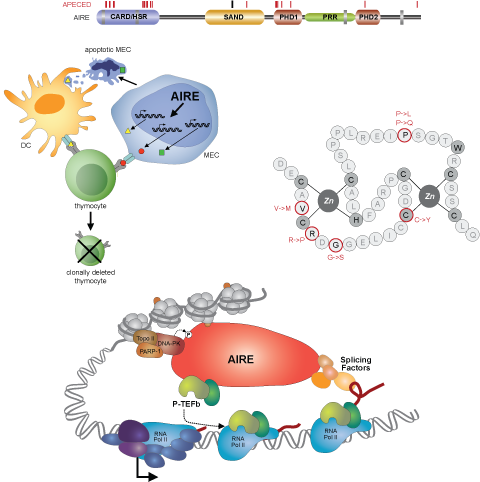 APECED
AIRE
CARD/HSR
SAND
PHD1
PRR
PHD2
apoptotic MEC
DC
AIRE
MEC
thymocyte
clonally deleted
thymocyte
P->L
P->Q
PLREIPSGTW
Zn
Zn
V->M
C->Y
R->P
G->S
Topo II
DNA-PK
PARP-1
P
AIRE
Splicing
Factors
P-TEFb
RNA
Pol II
RNA
Pol II
RNA
Pol II